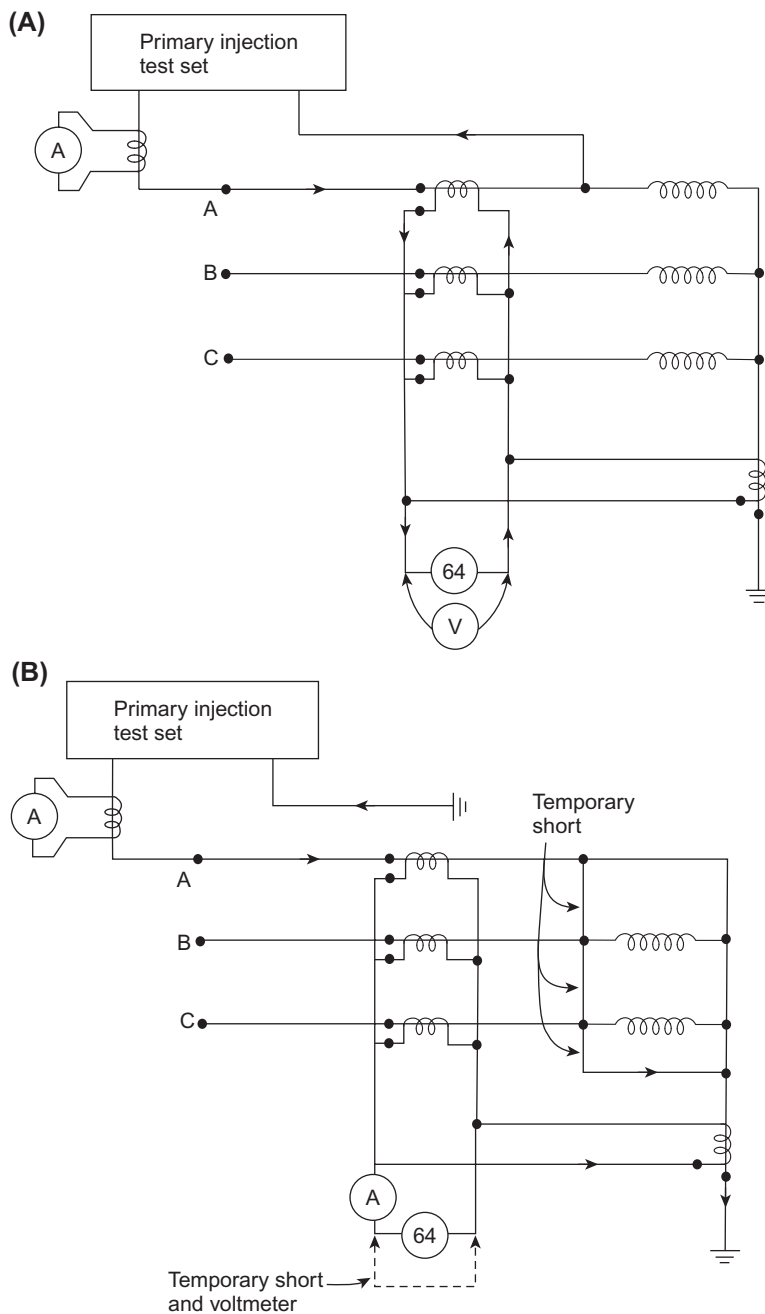 (A)
Primary injection
test set
A
A
B
C
64
V
(B)
Primary injection
test set
A
Temporary
short
A
B
C
A
64
Temporary short
and voltmeter